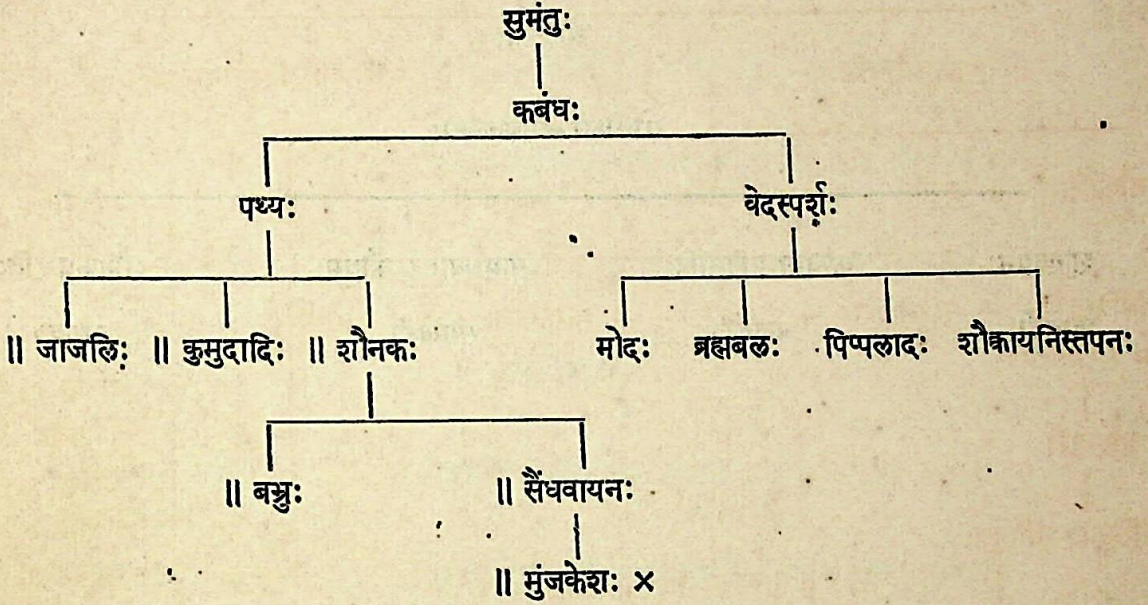 सुमंतुः
कबंधः
पथ्यः वेदस्पर्शः
॥ जाजलिः ॥ कुमुदादिः ॥ शौनकः मोदः ब्रह्मबलः पिप्पलादः शौक्कायनिस्तपनः
॥ बभ्रुः ॥ सैंधवायनः
॥ मुंजकेशः ×